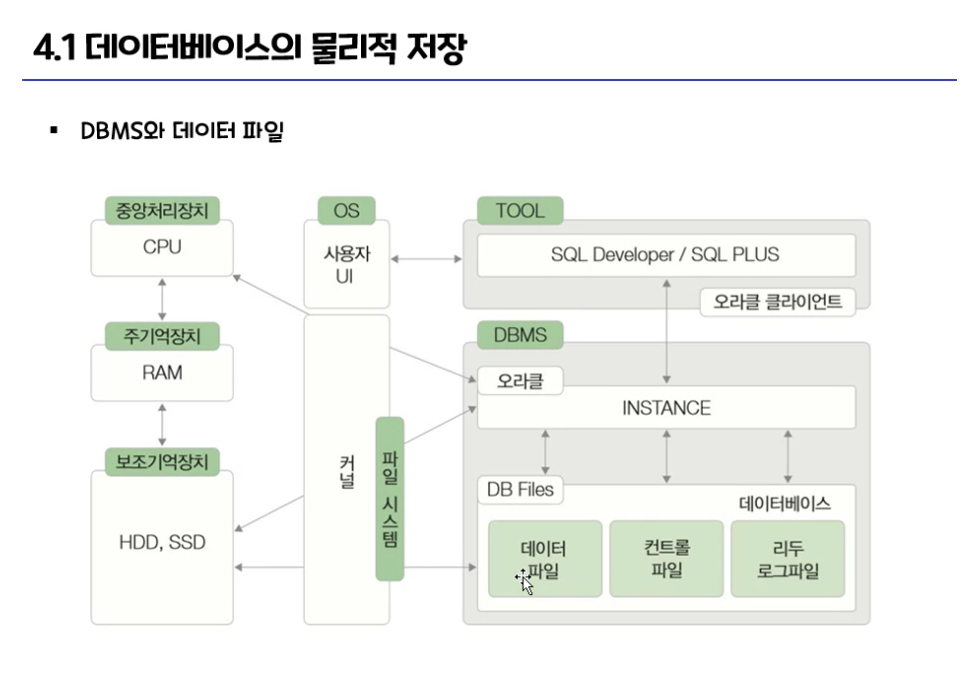 4.1 데이터베이스의 물리적 저장
▪ DBMS와 데이터 파일
중앙처리장치
CPU
주기억장치
RAM
보조기억장치
HDD, SSD
OS
사용자
UI
커널
파일 시스템
TOOL
SQL Developer / SQL PLUS
오라클 클라이언트
DBMS
오라클
INSTANCE
DB Files
데이터베이스
데이터
파일
컨트롤
파일
리두
로그파일